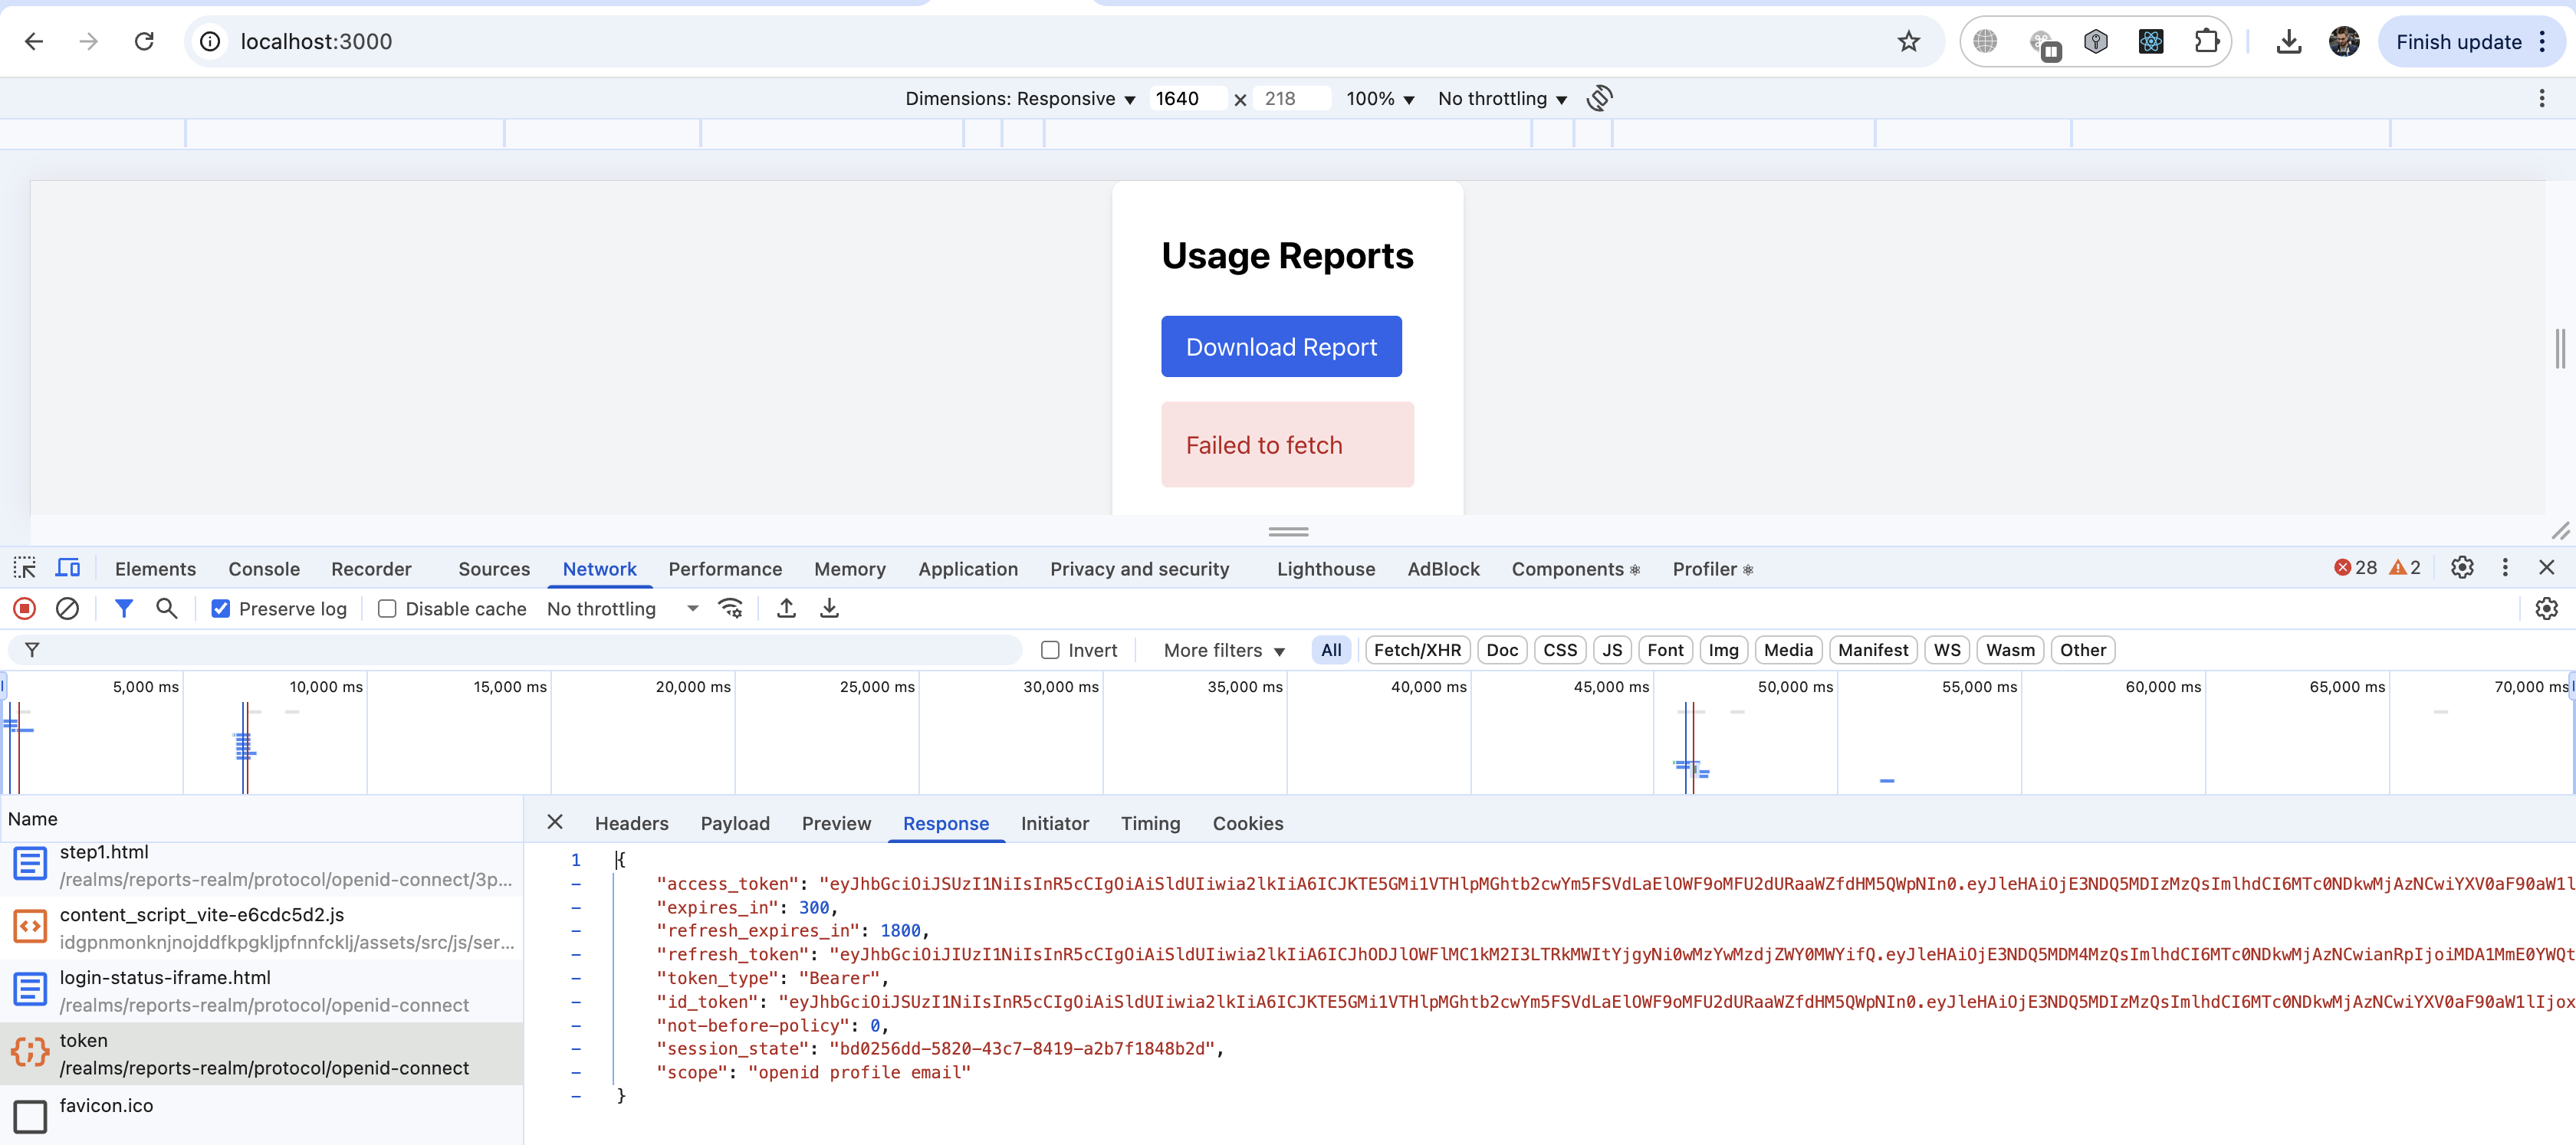 localhost:3000
Finish update
Dimensions: Responsive 1640 × 218 100% No throttling
Usage Reports
Download Report
Failed to fetch
Elements Console Recorder Sources Network Performance Memory Application Privacy and security Lighthouse AdBlock Components Profiler 28 2
Preserve log Disable cache No throttling
Invert More filters All Fetch/XHR Doc CSS JS Font Img Media Manifest WS Wasm Other
5,000 ms 10,000 ms 15,000 ms 20,000 ms 25,000 ms 30,000 ms 35,000 ms 40,000 ms 45,000 ms 50,000 ms 55,000 ms 60,000 ms 65,000 ms 70,000 ms
Name
step1.html
/realms/reports-realm/protocol/openid-connect/3p...
content_script_vite-e6cdc5d2.js
idgpnmonknjnojddfkpgkljpfnnfcklj/assets/src/js/ser...
login-status-iframe.html
/realms/reports-realm/protocol/openid-connect
token
/realms/reports-realm/protocol/openid-connect
favicon.ico
Headers Payload Preview Response Initiator Timing Cookies
1 {
"access_token":
"expires_in": 300,
"refresh_expires_in": 1800,
"refresh_token":
"token_type": "Bearer",
"id_token":
"not-before-policy": 0,
"session_state": "bd0256dd-5820-43c7-8419-a2b7f1848b2d",
"scope": "openid profile email"
}